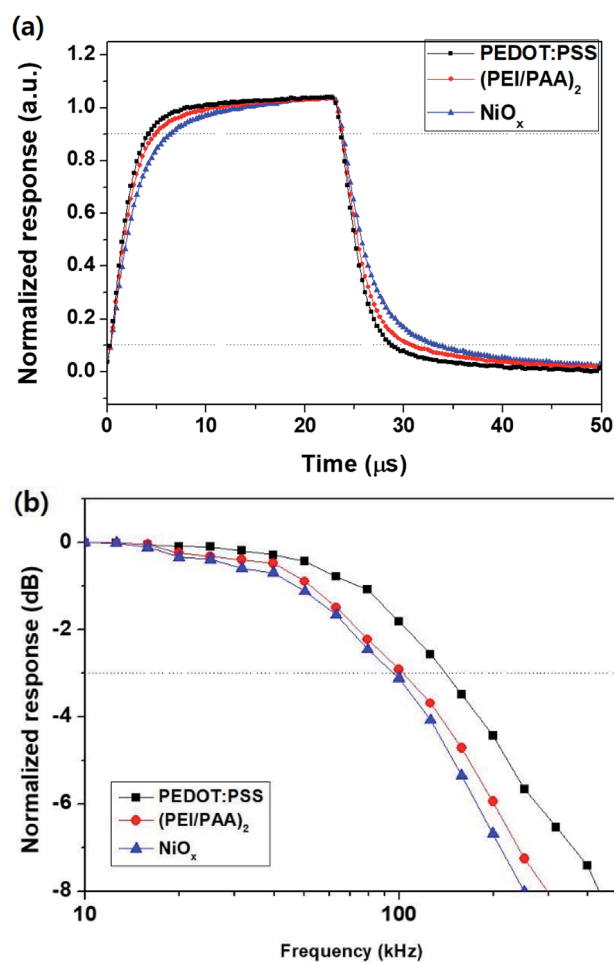 (a)
Normalized response (a.u.)
1.2
1.0
0.8
0.6
0.4
0.2
0.0
PEDOT:PSS
(PEI/PAA)₂
NiOₓ
0 10 20 30 40 50
Time (μs)
(b)
Normalized response (dB)
0
-2
-4
-6
-8
PEDOT:PSS
(PEI/PAA)₂
NiOₓ
10 100
Frequency (kHz)